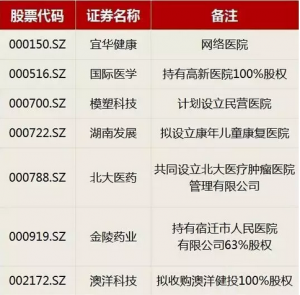 股票代码 证券名称 备注
000150.SZ 宜华健康 网络医院
000516.SZ 国际医学 持有高新医院100%股权
000700.SZ 模塑科技 计划设立民营医院
000722.SZ 湖南发展 拟设立康年儿童康复医院
000788.SZ 北大医药 共同设立北大医疗肿瘤医院
管理有限公司
000919.SZ 金陵药业 持有宿迁市人民医院
有限公司63%股权
002172.SZ 澳洋科技 拟收购澳洋健投100%股权